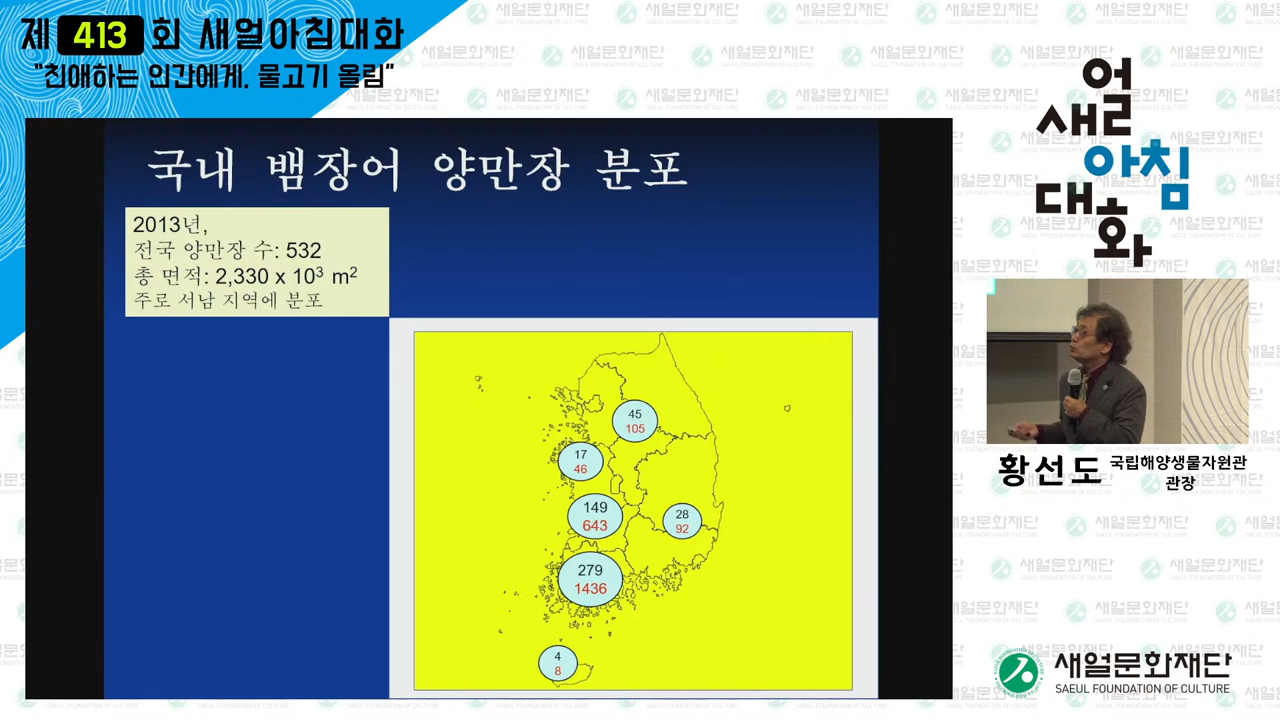 제 413 회 새얼아침대화
"친애하는 인간에게, 물고기 올림"
국내 뱀장어 양만장 분포
2013년,
전국 양만장 수: 532
총 면적: 2,330 x 10³ m²
주로 서남 지역에 분포
45
105
17
46
149
643
28
92
279
1436
4
8
새얼
아침
대화
황선도 국립해양생물자원관
관장
새얼문화재단
SAEUL FOUNDATION OF CULTURE